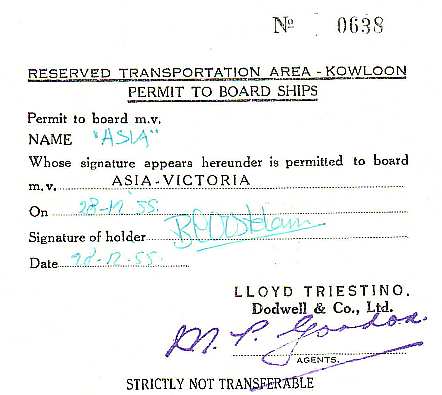 No 0638
RESERVED TRANSPORTATION AREA - KOWLOON
PERMIT TO BOARD SHIPS
Permit to board m.v.
NAME "ASIA"
Whose signature appears hereunder is permitted to board
m.v. ASIA-VICTORIA
On 28-12-55.
Signature of holder
Date 28-12-55.
LLOYD TRIESTINO.
Dodwell & Co., Ltd.
M. P. Gordon.
AGENTS.
STRICTLY NOT TRANSFERABLE